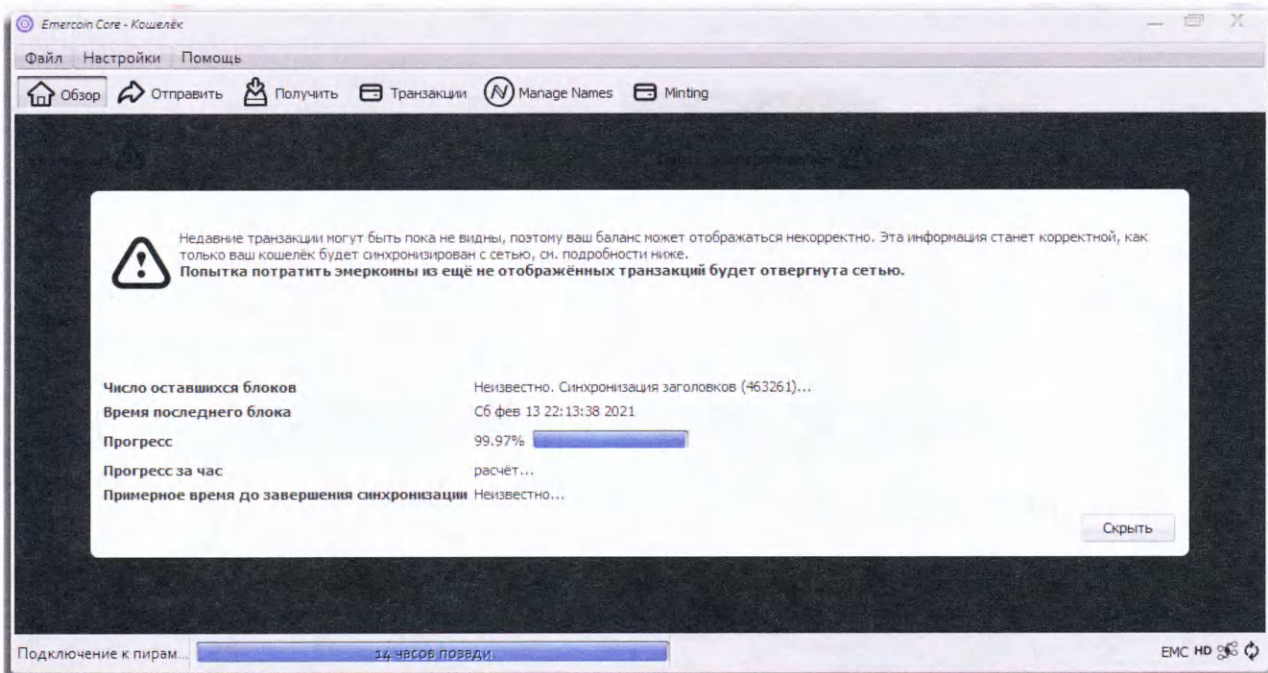 Emercoin Core - Кошелёк
Файл Настройки Помощь
Обзор Отправить Получить Транзакции Manage Names Minting
Недавние транзакции могут быть пока не видны, поэтому ваш баланс может отображаться некорректно. Эта информация станет корректной, как
только ваш кошелёк будет синхронизирован с сетью, см. подробности ниже.
Попытка потратить эмеркоины из ещё не отображённых транзакций будет отвергнута сетью.
Число оставшихся блоков Неизвестно. Синхронизация заголовков (463261)...
Время последнего блока Сб фев 13 22:13:38 2021
Прогресс 99.97%
Прогресс за час расчёт...
Примерное время до завершения синхронизации Неизвестно...
Скрыть
Подключение к пирам... 14 часов позади EMC HD